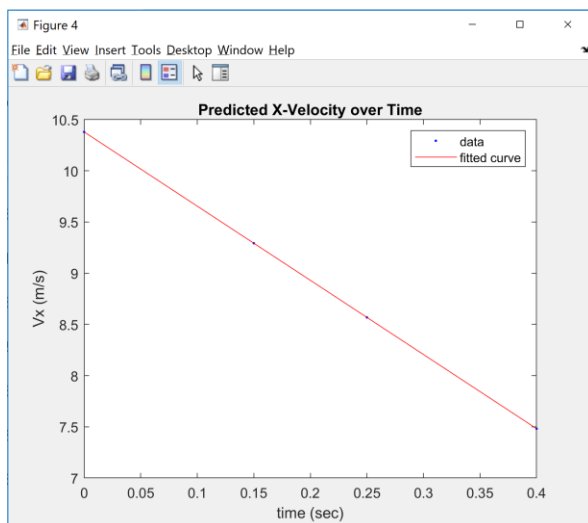 Figure 4
File Edit View Insert Tools Desktop Window Help
Predicted X-Velocity over Time
10.5
10
9.5
9
8.5
8
7.5
7
Vx (m/s)
data
fitted curve
0 0.05 0.1 0.15 0.2 0.25 0.3 0.35 0.4
time (sec)